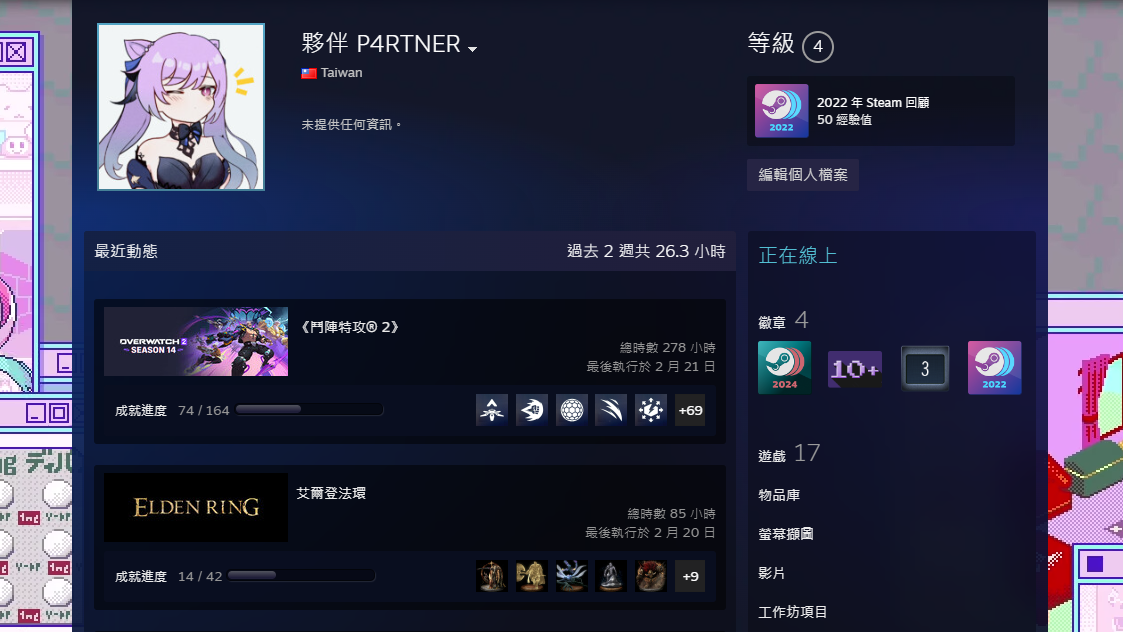 夥伴 P4RTNER
Taiwan
未提供任何資訊。
等級 4
2022
2022 年 Steam 回顧
50 經驗值
編輯個人檔案
最近動態
過去 2 週共 26.3 小時
OVERWATCH 2
SEASON 14
《鬥陣特攻® 2》
總時數 278 小時
最後執行於 2 月 21 日
成就進度 74 / 164
+69
ELDEN RING
艾爾登法環
總時數 85 小時
最後執行於 2 月 20 日
成就進度 14 / 42
+9
正在線上
徽章 4
2024
10+
3
2022
遊戲 17
物品庫
螢幕擷圖
影片
工作坊項目